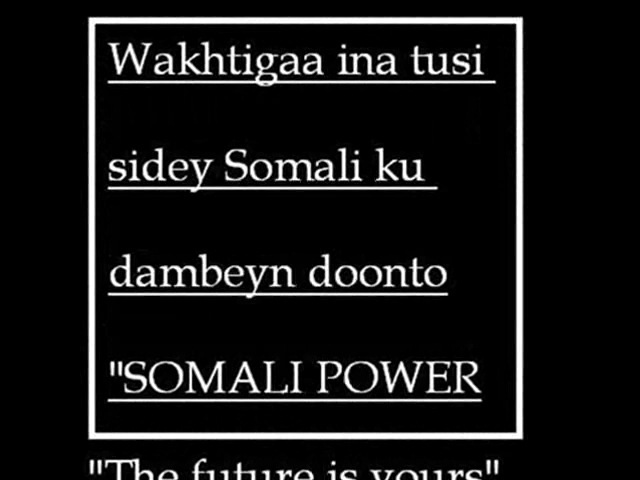 Wakhtigaa ina tusi
sidey Somali ku
dambeyn doonto
"SOMALI POWER
"The future is yours"